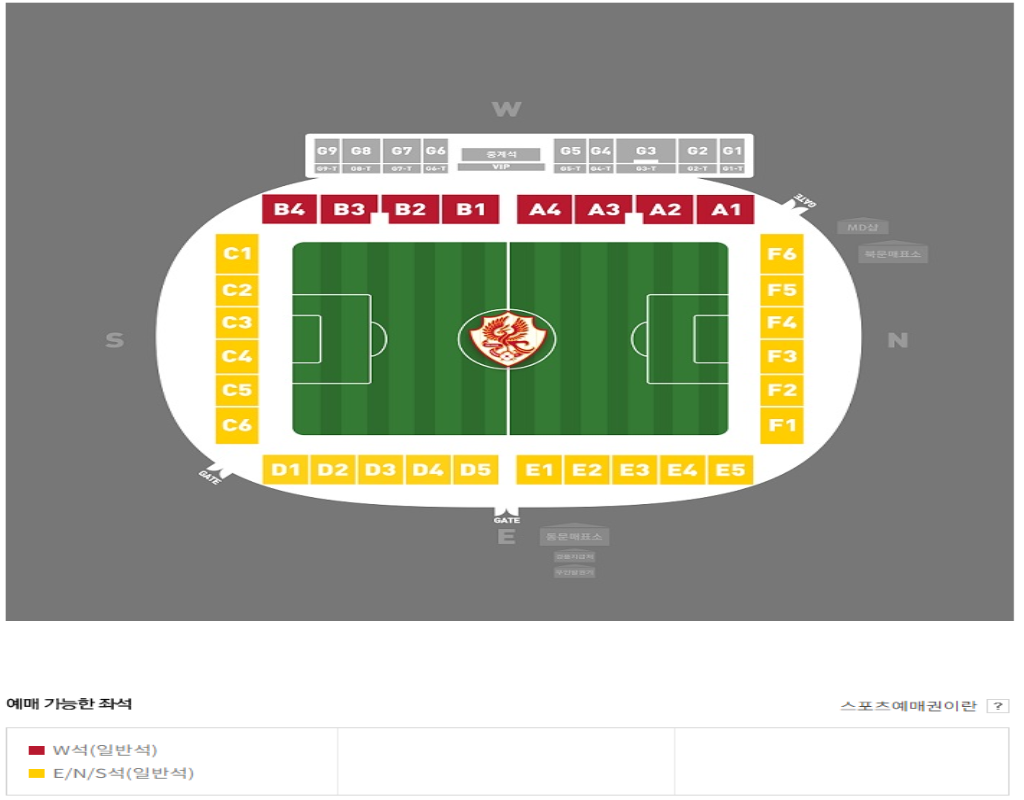 W
G9 G8 G7 G6 중계석 G5 G4 G3 G2 G1
G9-T G8-T G7-T G6-T VIP G5-T G4-T G3-T G2-T G1-T
B4 B3 B2 B1 A4 A3 A2 A1
GATE
MD샵
북문매표소
C1 F6
C2 F5
C3 F4
S N
C4 F3
C5 F2
C6 F1
D1 D2 D3 D4 D5 E1 E2 E3 E4 E5
GATE
GATE
E 동문매표소
예매 가능한 좌석 스포츠예매권이란 ?
W석(일반석)
E/N/S석(일반석)